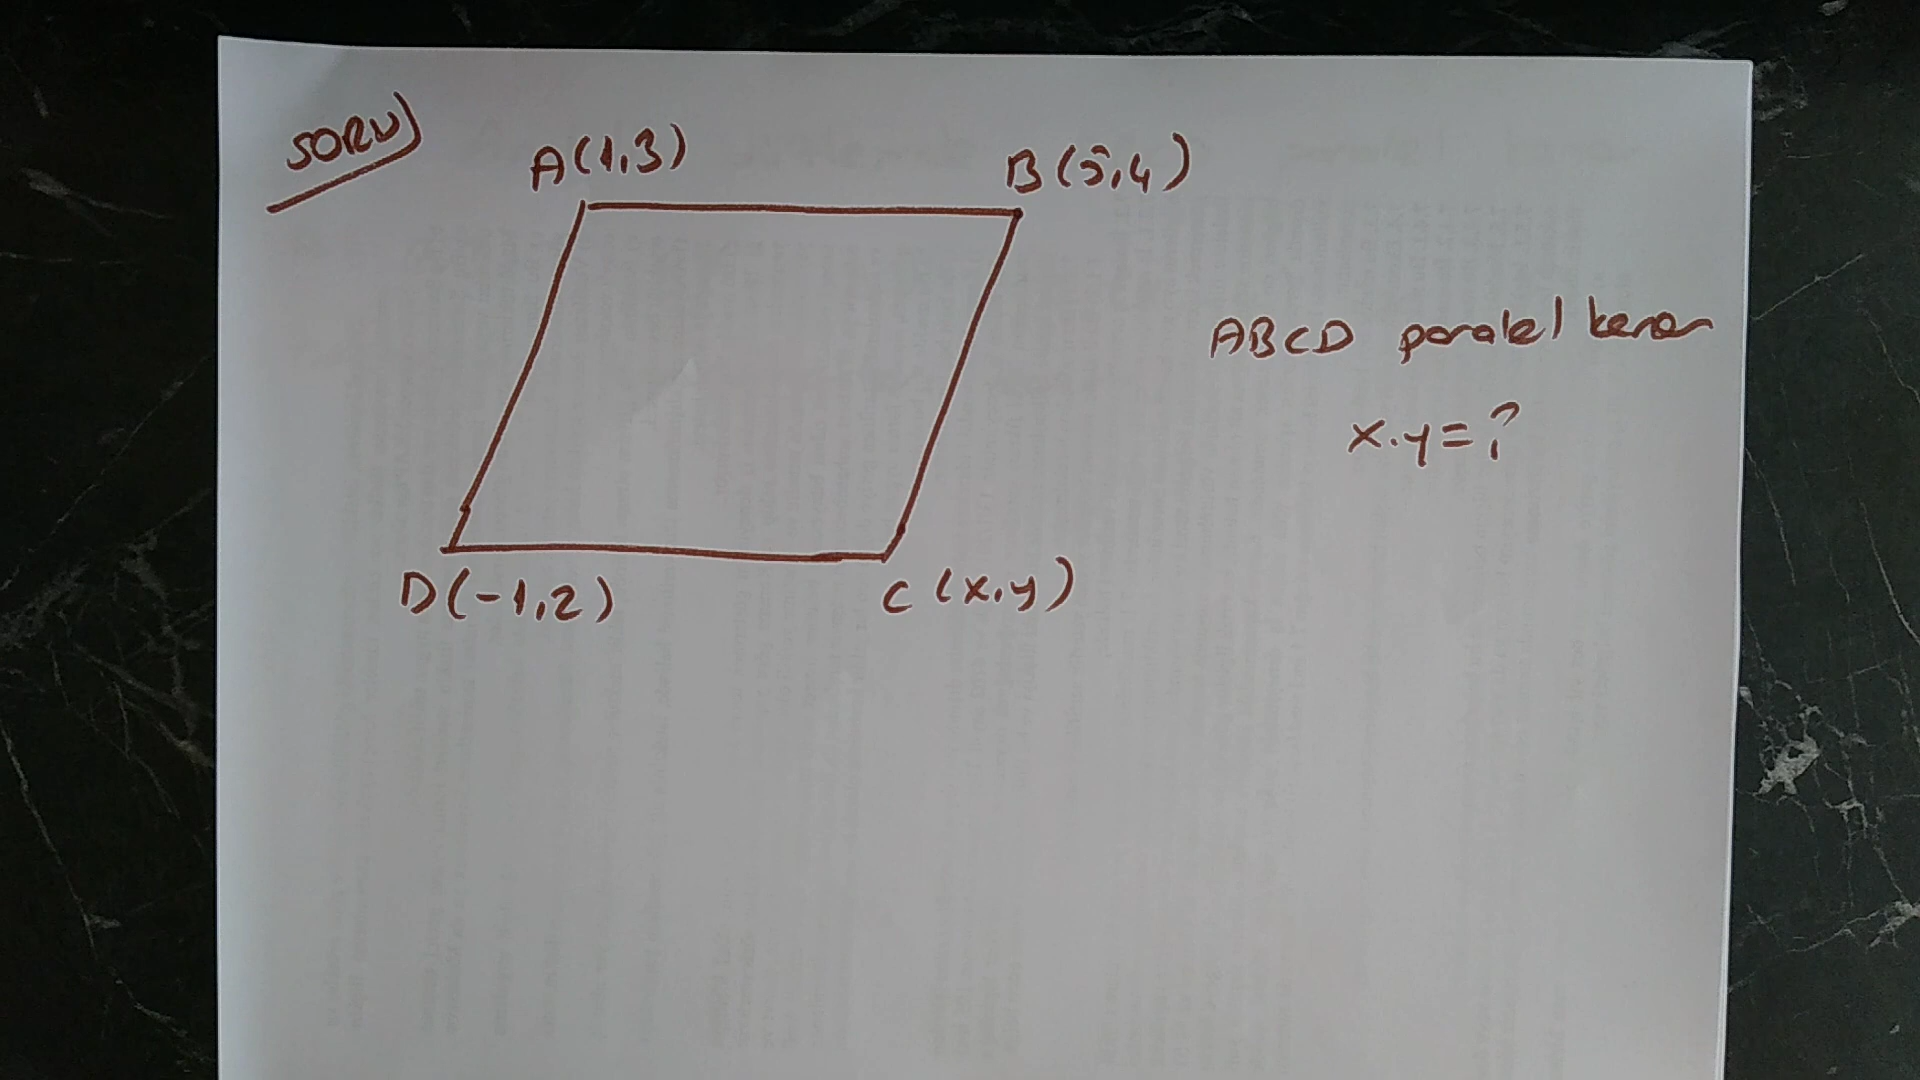 SORU)
A(1,3)
B(5,4)
ABCD paralel kenar
x.y=?
D(-1,2)
C(x,y)